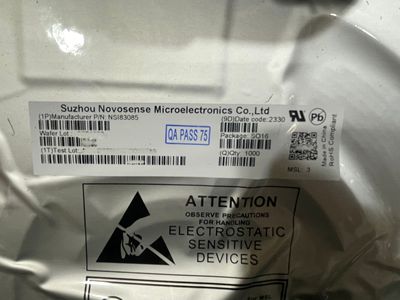 Suzhou Novosense Microelectronics Co.,Ltd
(1P)Manufacturer P/N: NSI83085
(9D)Date code: 2330
Wafer Lot
QA PASS 75
Package: SO16
(1T)Test Lot:
(Q)Qty: 1000
Pb
Made in China
RoHS Compliant
MSL: 3
ATTENTION
OBSERVE PRECAUTIONS
FOR HANDLING
ELECTROSTATIC
SENSITIVE
DEVICES